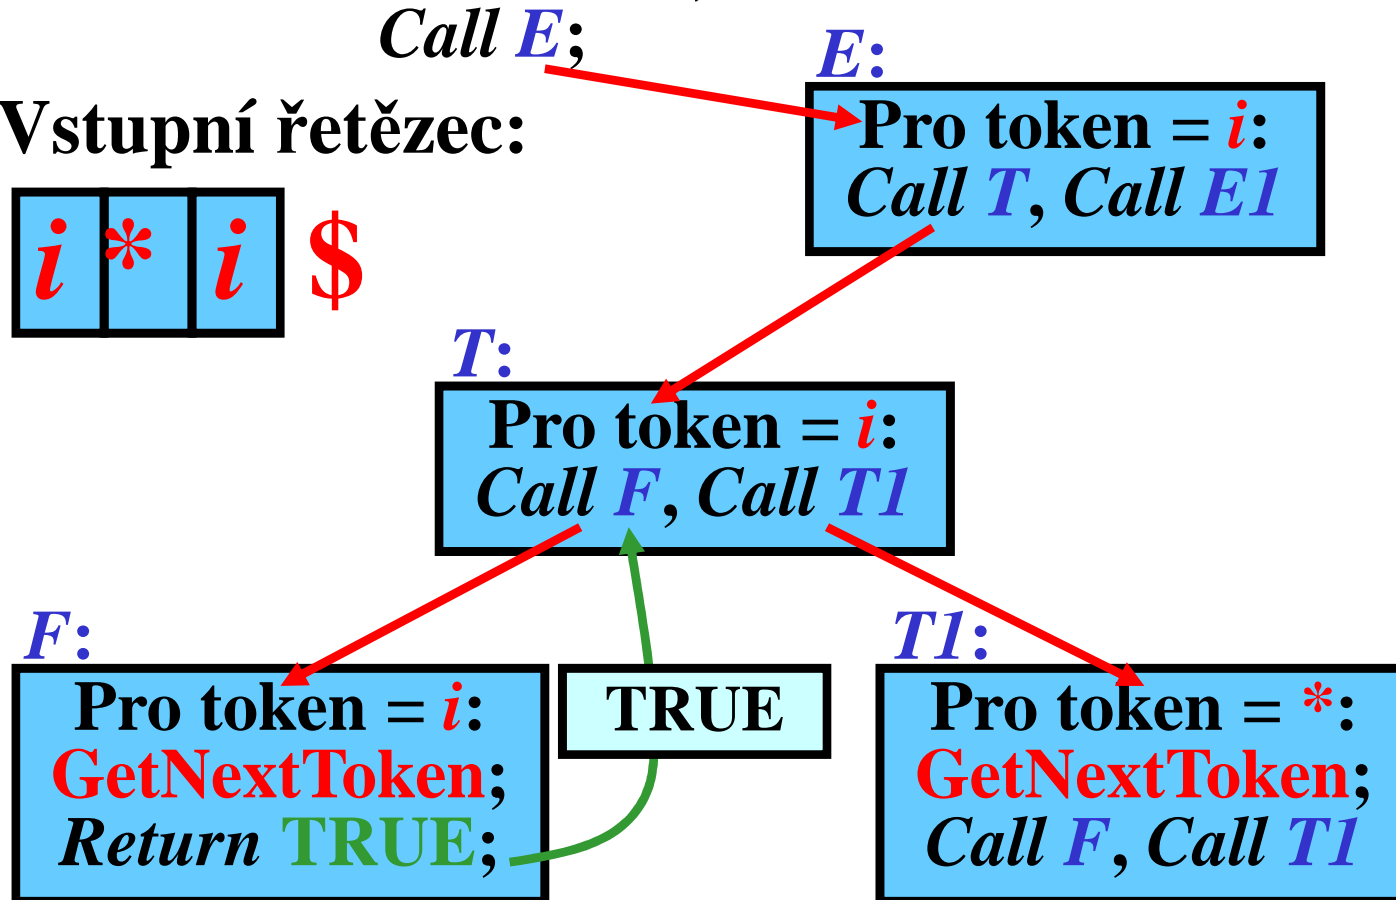 Call E;
E:
Pro token = i:
Call T, Call E1
Vstupní řetězec:
i * i $
T:
Pro token = i:
Call F, Call T1
F:
Pro token = i:
GetNextToken;
Return TRUE;
TRUE
T1:
Pro token = *:
GetNextToken;
Call F, Call T1